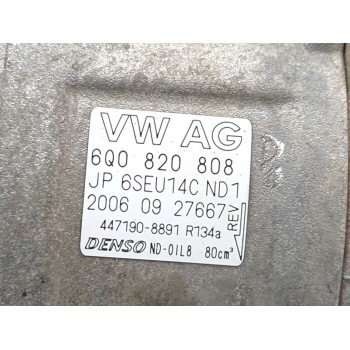 VW AG
6Q0 820 808
JP 6SEU14C ND1
2006 09 27667
REV
447190-8891 R134a
DENSO ND-OIL8 80cm³